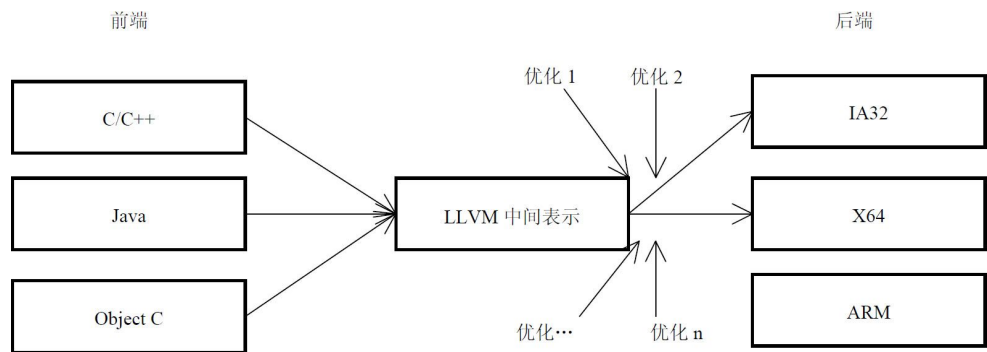 前端
后端
优化 1
优化 2
C/C++
IA32
Java
LLVM 中间表示
X64
Object C
ARM
优化…
优化 n